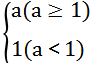 a(a ≥ 1)
1(a < 1)